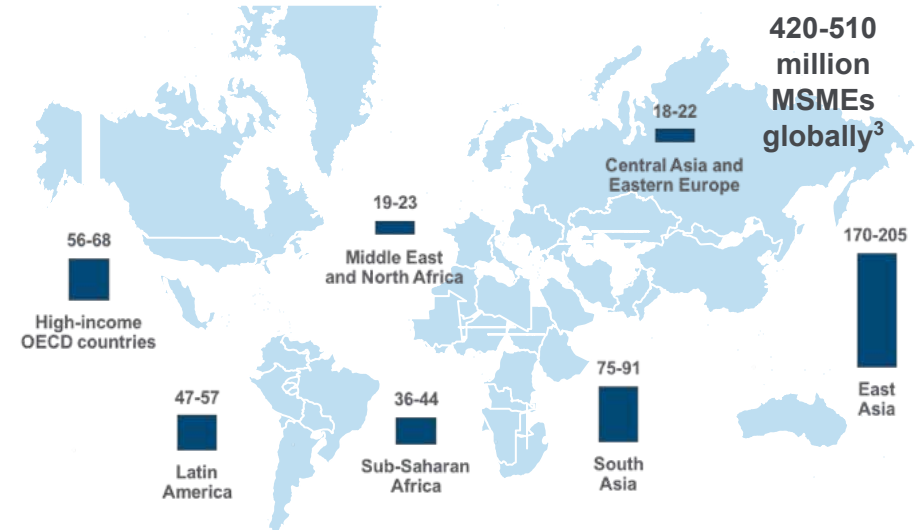 420-510
million
MSMEs
globally³
18-22
Central Asia and
Eastern Europe
19-23
Middle East
and North Africa
56-68
High-income
OECD countries
170-205
East
Asia
47-57
Latin
America
36-44
Sub-Saharan
Africa
75-91
South
Asia